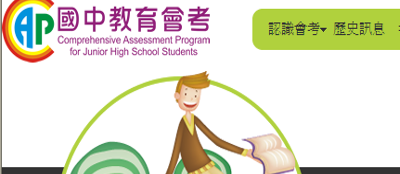 CAP 國中教育會考
Comprehensive Assessment Program
for Junior High School Students
認識會考 歷史訊息